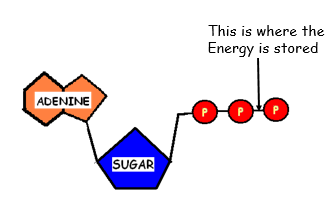 This is where the
Energy is stored
ADENINE
SUGAR
P P P